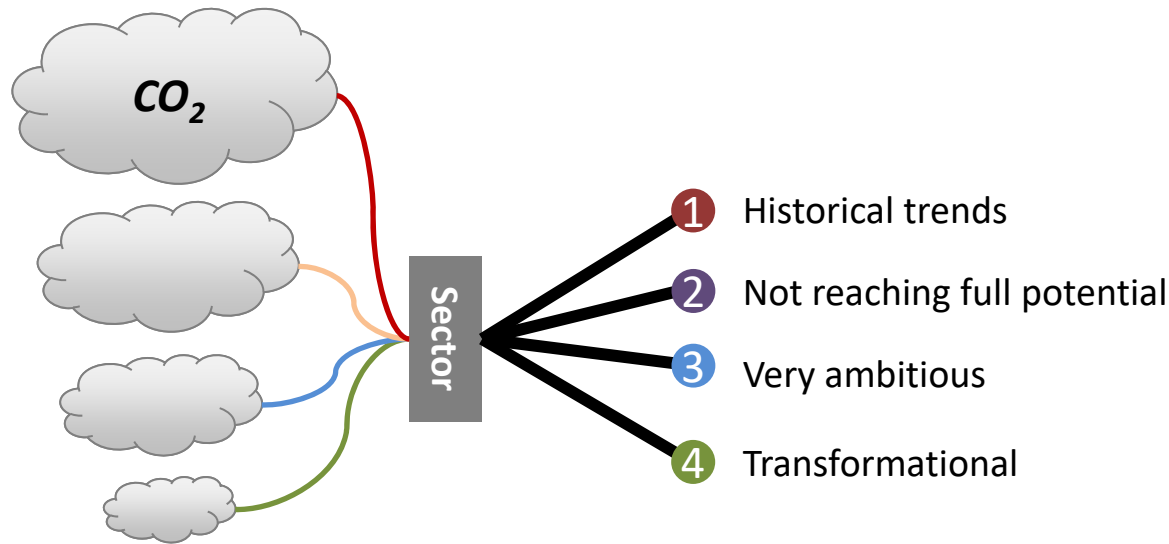 CO₂
Sector
1 Historical trends
2 Not reaching full potential
3 Very ambitious
4 Transformational